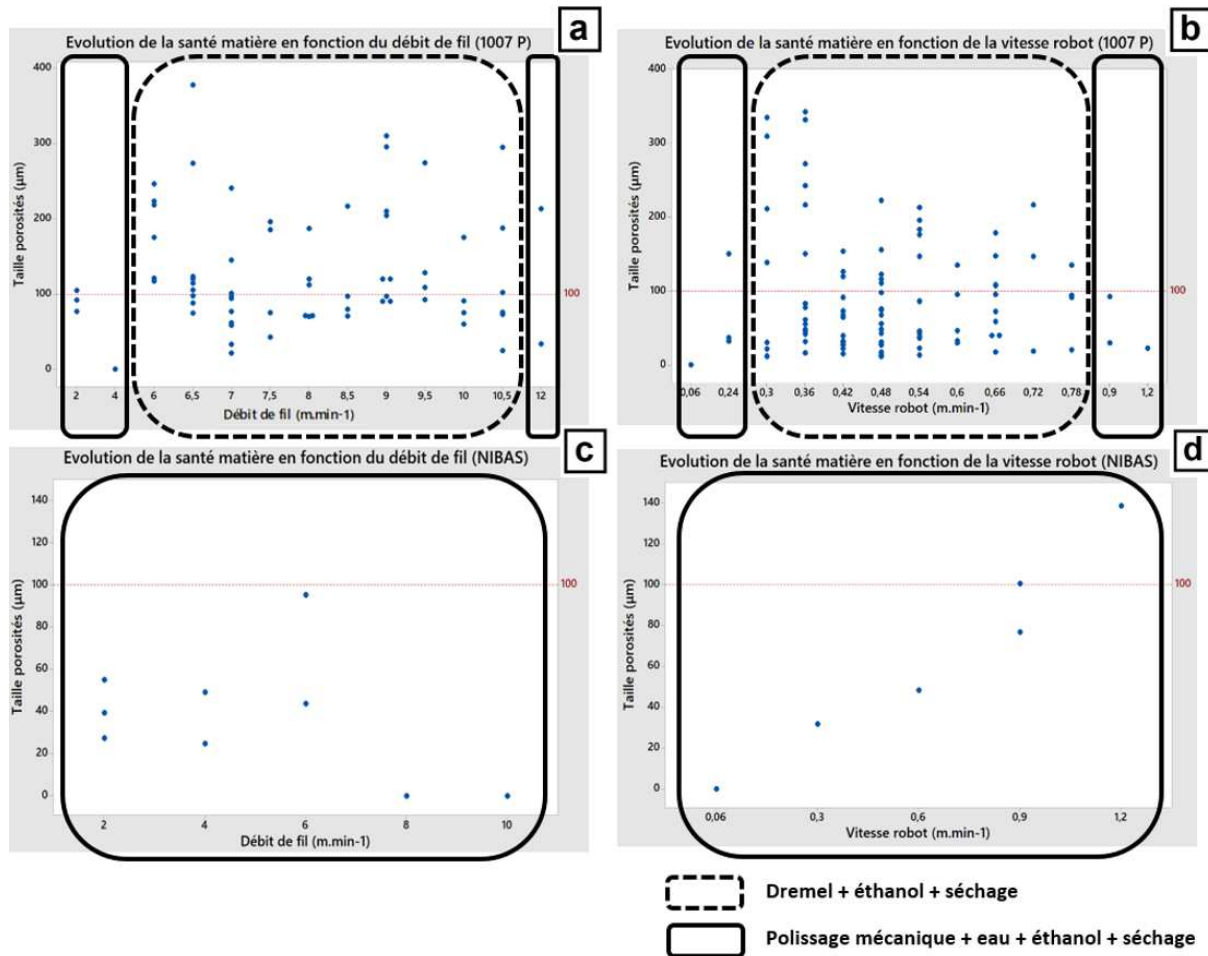 a
Evolution de la santé matière en fonction du débit de fil (1007 P)
Taille porosités (µm)
400
300
200
100
0
100
2 4 6 6,5 7 7,5 8 8,5 9 9,5 10 10,5 12
Débit de fil (m.min-1)
b
Evolution de la santé matière en fonction de la vitesse robot (1007 P)
Taille porosités (µm)
400
300
200
100
0
100
0,06 0,24 0,3 0,36 0,42 0,48 0,54 0,6 0,66 0,72 0,78 0,9 1,2
Vitesse robot (m.min-1)
c
Evolution de la santé matière en fonction du débit de fil (NIBAS)
Taille porosités (µm)
140
120
100
80
60
40
20
0
100
2 4 6 8 10
Débit de fil (m.min-1)
d
Evolution de la santé matière en fonction de la vitesse robot (NIBAS)
Taille porosités (µm)
140
120
100
80
60
40
20
0
100
0,06 0,3 0,6 0,9 1,2
Vitesse robot (m.min-1)
Dremel + éthanol + séchage
Polissage mécanique + eau + éthanol + séchage